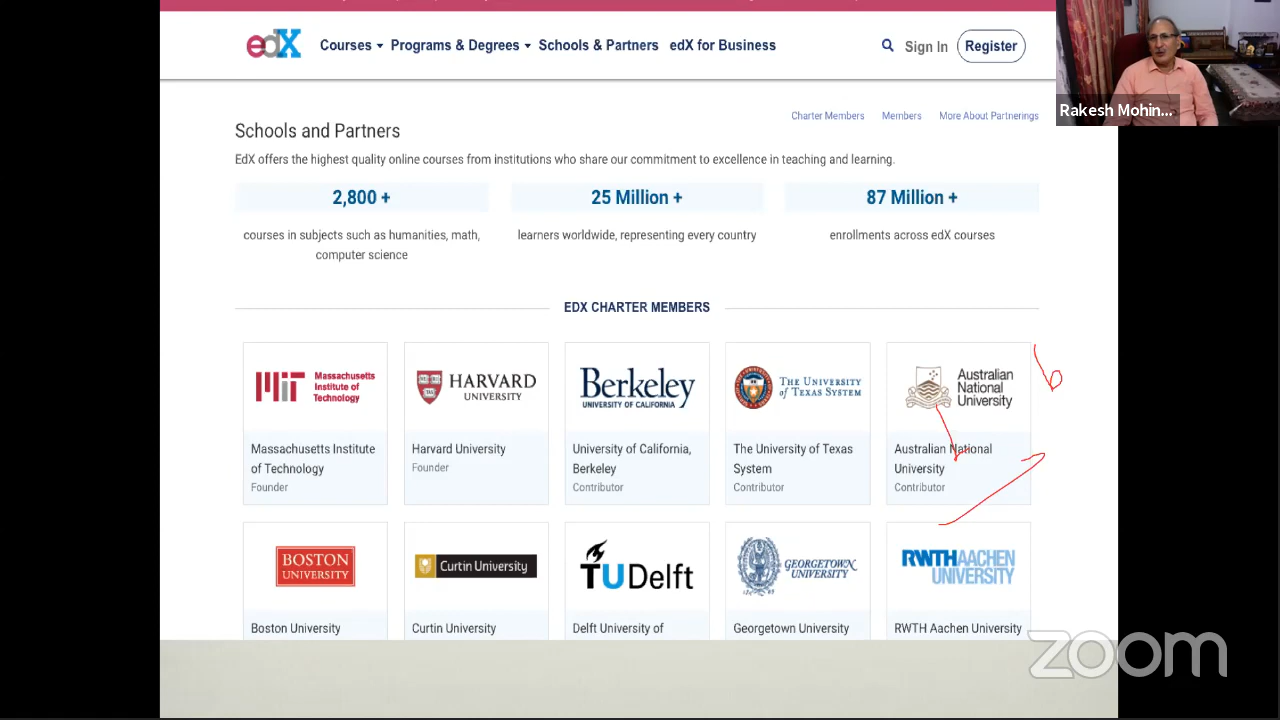 edX Courses Programs & Degrees Schools & Partners edX for Business Sign In Register
Rakesh Mohin...
Charter Members Members More About Partnerings
Schools and Partners
EdX offers the highest quality online courses from institutions who share our commitment to excellence in teaching and learning.
2,800 + 25 Million + 87 Million +
courses in subjects such as humanities, math, learners worldwide, representing every country enrollments across edX courses
computer science
EDX CHARTER MEMBERS
MIT Massachusetts
Institute of
Technology
HARVARD
UNIVERSITY
Berkeley
UNIVERSITY OF CALIFORNIA
THE UNIVERSITY
of TEXAS SYSTEM
Australian
National
University
Massachusetts Institute
of Technology
Founder
Harvard University
Founder
University of California,
Berkeley
Contributor
The University of Texas
System
Contributor
Australian National
University
Contributor
BOSTON
UNIVERSITY
Curtin University
TU Delft
GEORGETOWN
UNIVERSITY
RWTH AACHEN
UNIVERSITY
Boston University
Curtin University
Delft University of
Georgetown University
RWTH Aachen University
zoom